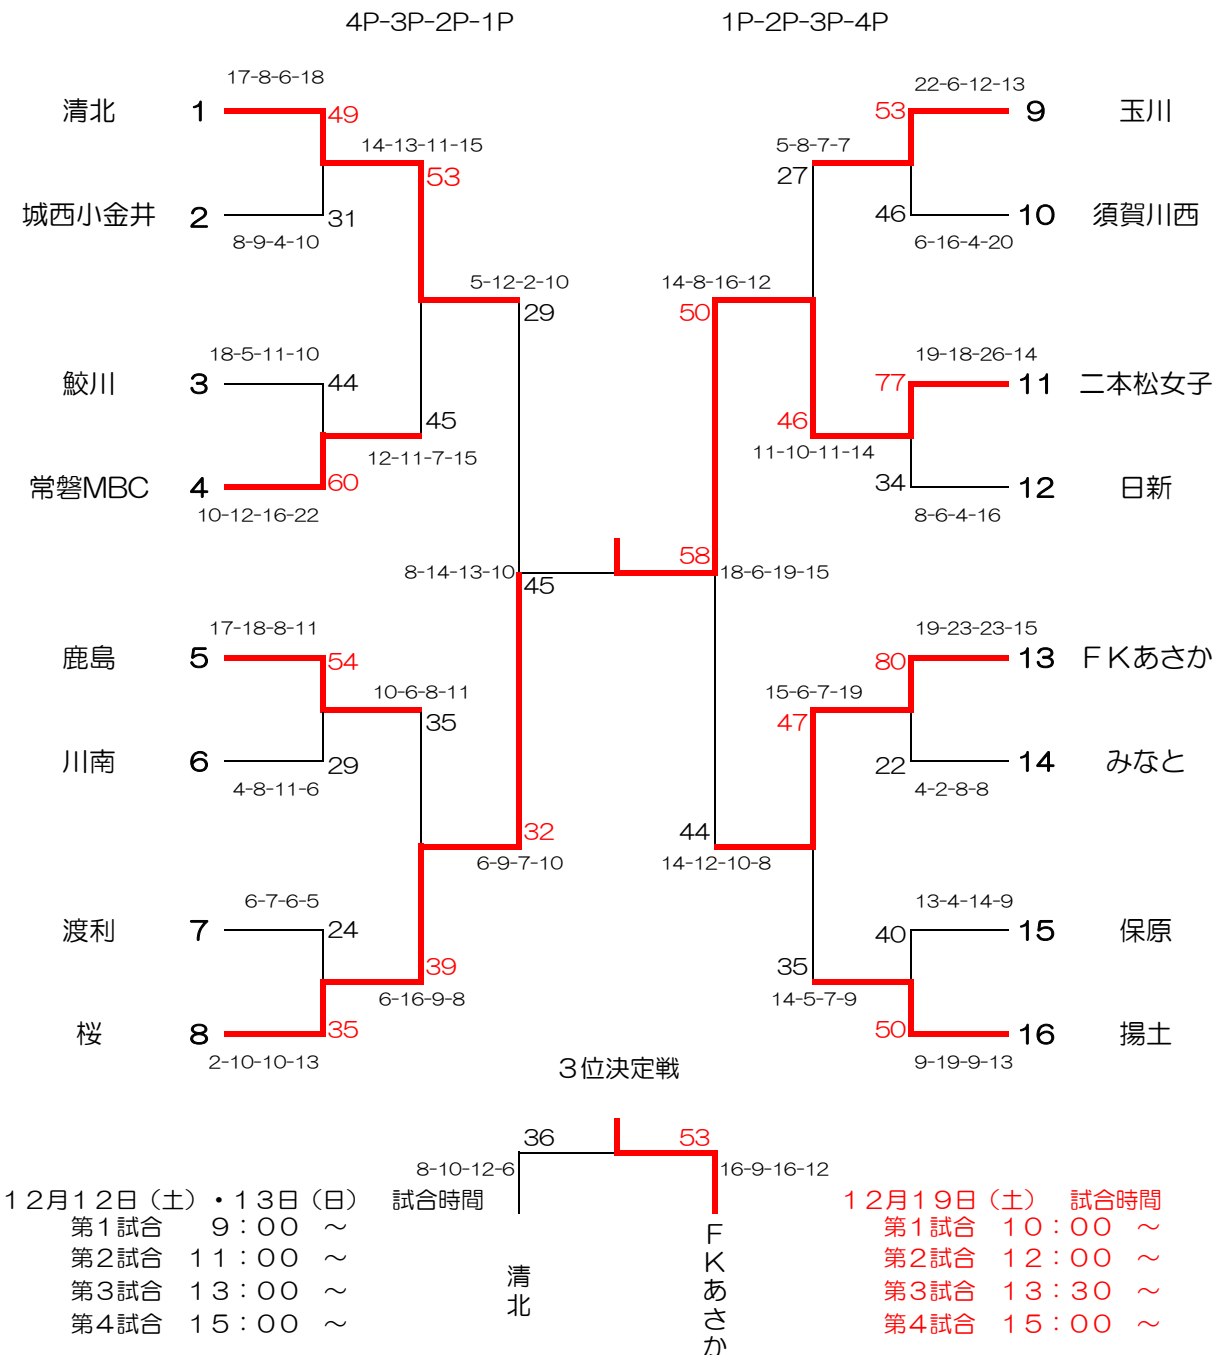 4P-3P-2P-1P
1P-2P-3P-4P
17-8-6-18
22-6-12-13
清北 1 49
53 9 玉川
14-13-11-15
5-8-7-7
53
27
城西小金井 2 31
46 10 須賀川西
8-9-4-10
6-16-4-20
5-12-2-10
14-8-16-12
29
50
18-5-11-10
19-18-26-14
鮫川 3 44
77 11 二本松女子
45
46
12-11-7-15
11-10-11-14
常磐MBC 4 60
34 12 日新
10-12-16-22
8-6-4-16
58
8-14-13-10
45
18-6-19-15
17-18-8-11
19-23-23-15
鹿島 5 54
80 13 ＦＫあさか
10-6-8-11
15-6-7-19
35
47
川南 6 29
22 14 みなと
4-8-11-6
4-2-8-8
32
44
6-9-7-10
14-12-10-8
6-7-6-5
13-4-14-9
渡利 7 24
40 15 保原
39
35
6-16-9-8
14-5-7-9
桜 8 35
50 16 揚土
2-10-10-13
9-19-9-13
３位決定戦
36
53
8-10-12-6
16-9-16-12
清北
ＦＫあさか
１２月１２日（土）・１３日（日） 試合時間
第１試合 ９：００ ～
第２試合 １１：００ ～
第３試合 １３：００ ～
第４試合 １５：００ ～
１２月１９日（土） 試合時間
第１試合 １０：００ ～
第２試合 １２：００ ～
第３試合 １３：３０ ～
第４試合 １５：００ ～